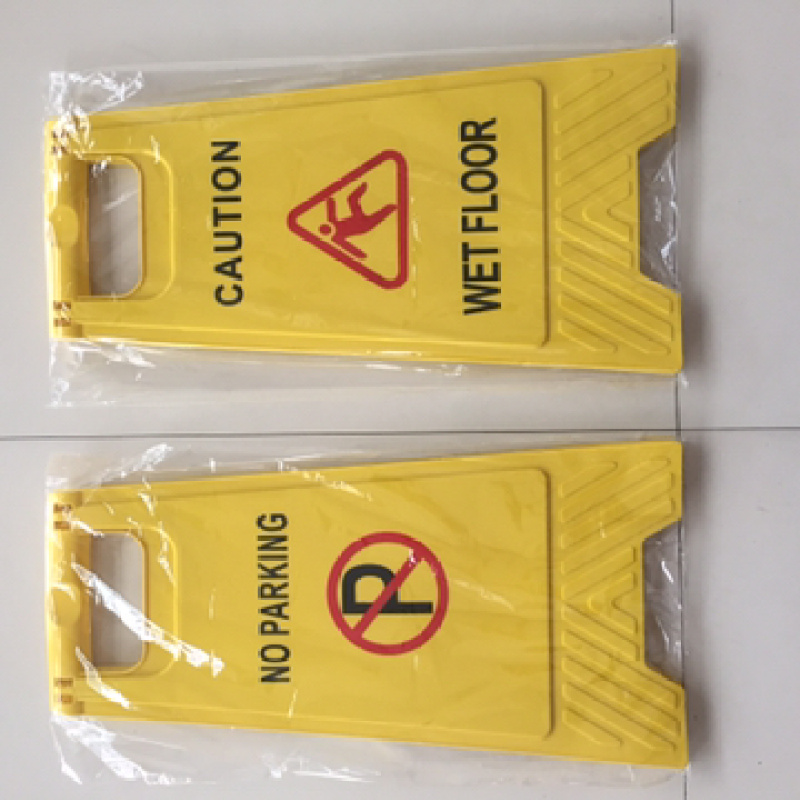 CAUTION
WET FLOOR
NO PARKING
P